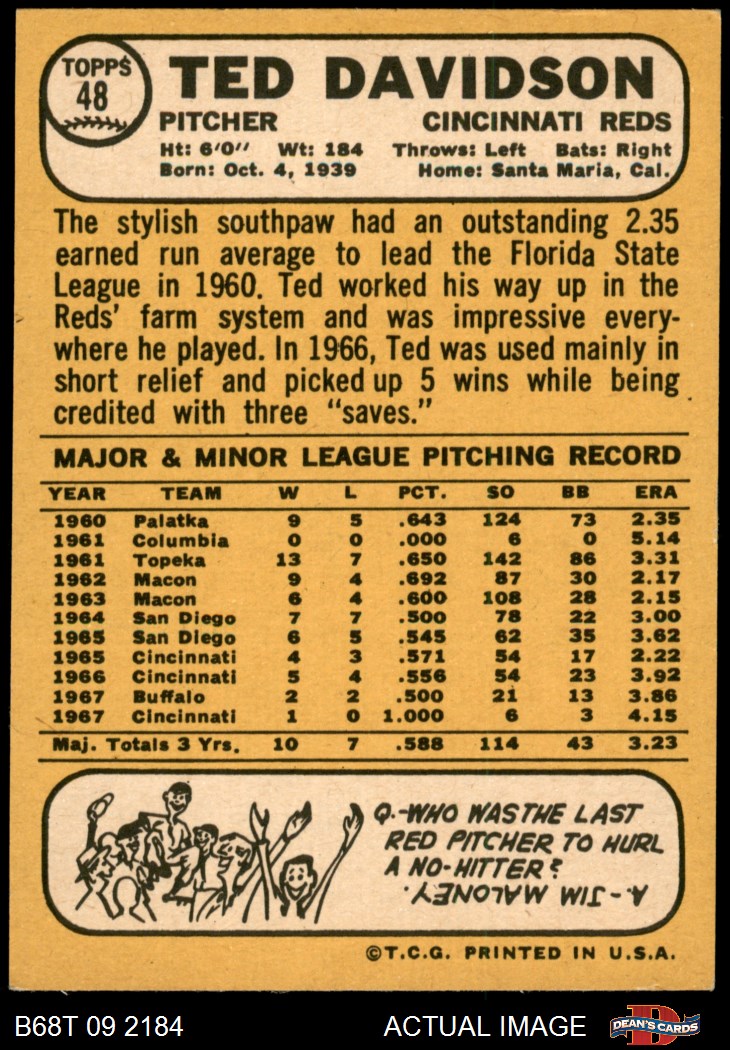 TOPPS
48
TED DAVIDSON
PITCHER CINCINNATI REDS
Ht: 6'0" Wt: 184 Throws: Left Bats: Right
Born: Oct. 4, 1939 Home: Santa Maria, Cal.
The stylish southpaw had an outstanding 2.35
earned run average to lead the Florida State
League in 1960. Ted worked his way up in the
Reds' farm system and was impressive every-
where he played. In 1966, Ted was used mainly in
short relief and picked up 5 wins while being
credited with three "saves."
MAJOR & MINOR LEAGUE PITCHING RECORD
YEAR TEAM W L PCT. SO BB ERA
1960 Palatka 9 5 .643 124 73 2.35
1961 Columbia 0 0 .000 6 0 5.14
1961 Topeka 13 7 .650 142 86 3.31
1962 Macon 9 4 .692 87 30 2.17
1963 Macon 6 4 .600 108 28 2.15
1964 San Diego 7 7 .500 78 22 3.00
1965 San Diego 6 5 .545 62 35 3.62
1965 Cincinnati 4 3 .571 54 17 2.22
1966 Cincinnati 5 4 .556 54 23 3.92
1967 Buffalo 2 2 .500 21 13 3.86
1967 Cincinnati 1 0 1.000 6 3 4.15
Maj. Totals 3 Yrs. 10 7 .588 114 43 3.23
Q.-WHO WAS THE LAST
RED PITCHER TO HURL
A NO-HITTER?
A.-JIM MALONEY.
©T.C.G. PRINTED IN U.S.A.
B68T 09 2184 ACTUAL IMAGE DEAN'S CARDS